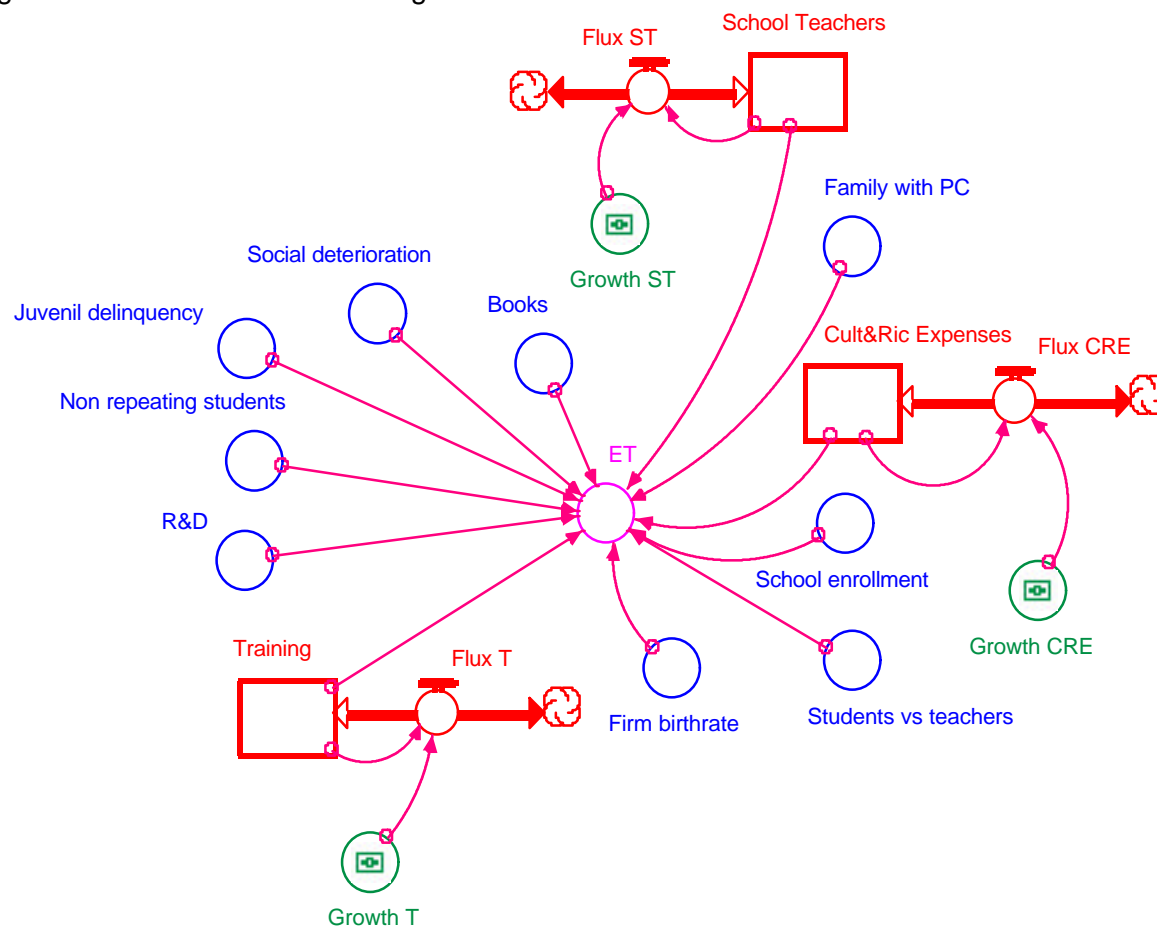 School Teachers
Flux ST
Family with PC
Social deterioration
Growth ST
Books
Juvenil delinquency
Cult&Ric Expenses
Flux CRE
Non repeating students
ET
R&D
School enrollment
Growth CRE
Training
Flux T
Firm birthrate
Students vs teachers
Growth T